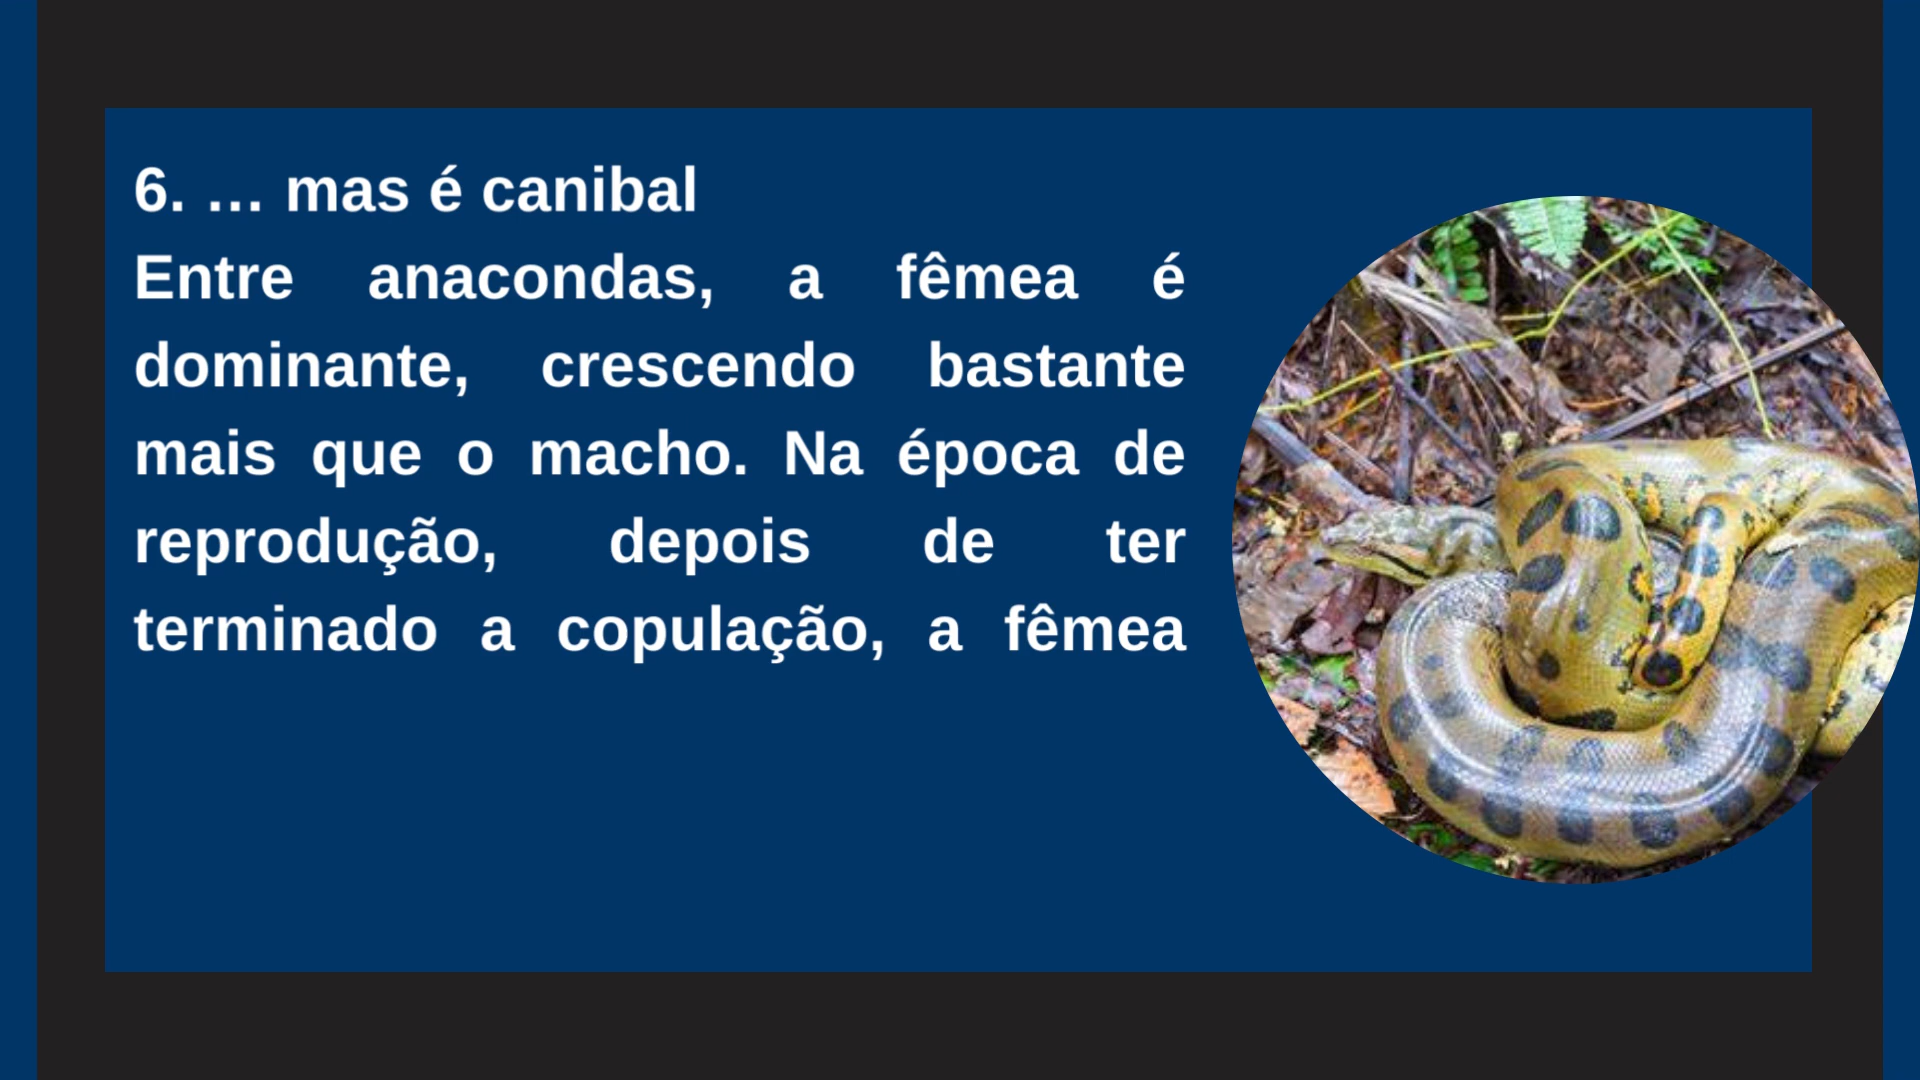 6. … mas é canibal
Entre anacondas, a fêmea é
dominante, crescendo bastante
mais que o macho. Na época de
reprodução, depois de ter
terminado a copulação, a fêmea